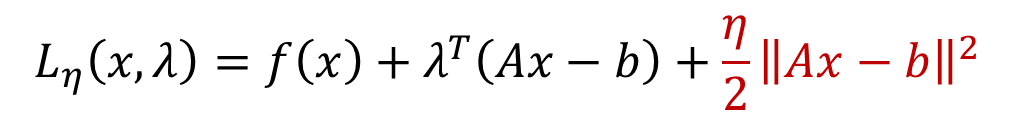 L_η(x, λ) = f(x) + λ^T(Ax − b) + η/2 ‖Ax − b‖²